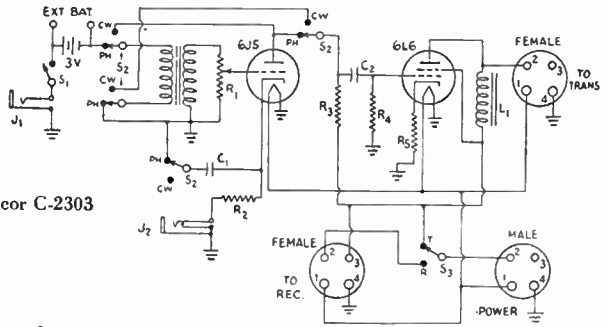 EXT BAT.
CW
PH
S2
3V
CW
S1
J1
PH
PH
S2
CW
C1
R1
6J5
CW
PH
S2
R2
J2
R3
C2
R4
6L6
R5
L1
FEMALE
2 3
1 4
TO
TRANS
cor C-2303
FEMALE
2 3
1 4
TO
REC.
T
R
S3
MALE
2 3
1 4
POWER